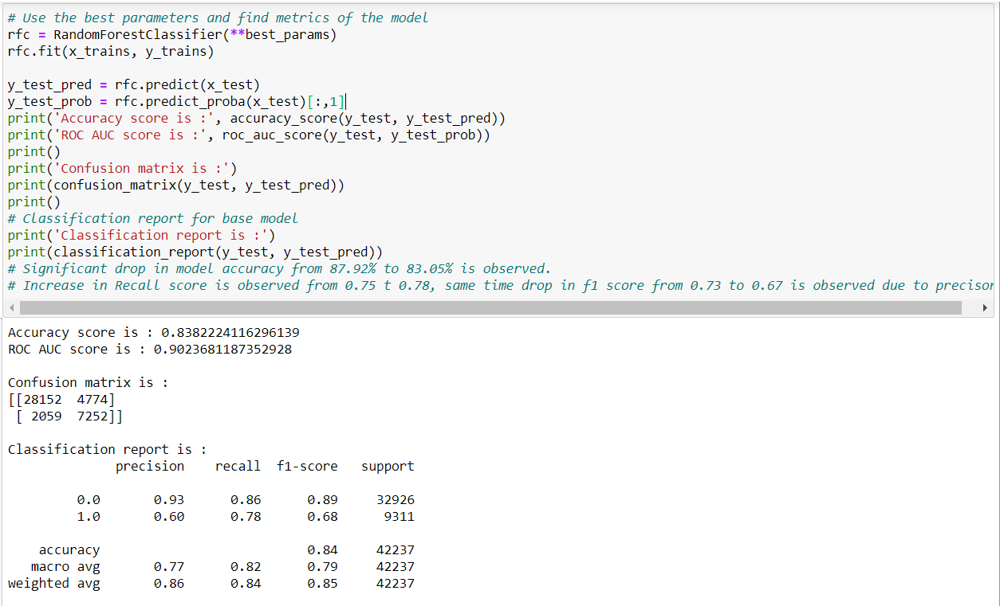 # Use the best parameters and find metrics of the model
rfc = RandomForestClassifier(**best_params)
rfc.fit(x_trains, y_trains)
y_test_pred = rfc.predict(x_test)
y_test_prob = rfc.predict_proba(x_test)[:,1]
print('Accuracy score is :', accuracy_score(y_test, y_test_pred))
print('ROC AUC score is :', roc_auc_score(y_test, y_test_prob))
print()
print('Confusion matrix is :')
print(confusion_matrix(y_test, y_test_pred))
print()
# Classification report for base model
print('Classification report is :')
print(classification_report(y_test, y_test_pred))
# Significant drop in model accuracy from 87.92% to 83.05% is observed.
# Increase in Recall score is observed from 0.75 t 0.78, same time drop in f1 score from 0.73 to 0.67 is observed due to precisor
Accuracy score is : 0.8382224116296139
ROC AUC score is : 0.9023681187352928
Confusion matrix is :
[[28152  4774]
 [ 2059  7252]]
Classification report is :
              precision    recall  f1-score   support
         0.0       0.93      0.86      0.89     32926
         1.0       0.60      0.78      0.68      9311
    accuracy                           0.84     42237
   macro avg       0.77      0.82      0.79     42237
weighted avg       0.86      0.84      0.85     42237